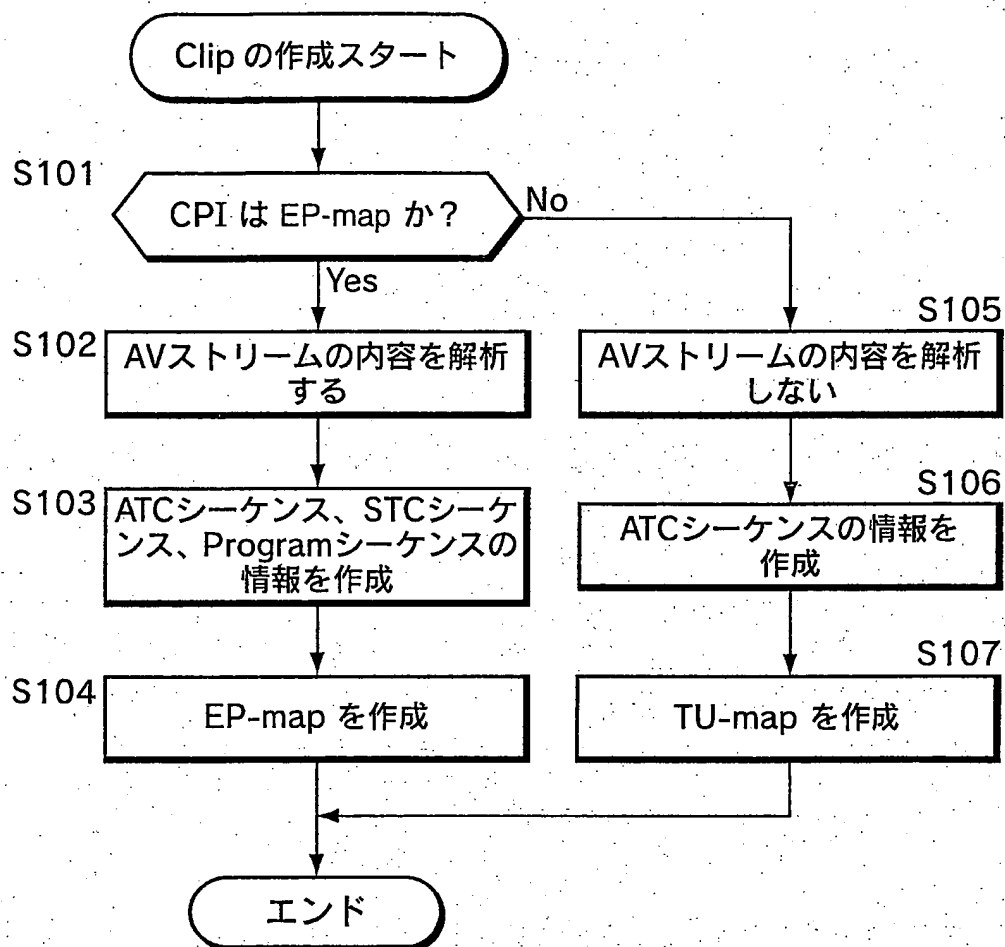 Clip の作成スタート
S101
CPI は EP-map か？
No
Yes
S102
AVストリームの内容を解析
する
S103
ATCシーケンス、STCシーケ
ンス、Programシーケンスの
情報を作成
S104
EP-map を作成
S105
AVストリームの内容を解析
しない
S106
ATCシーケンスの情報を
作成
S107
TU-map を作成
エンド